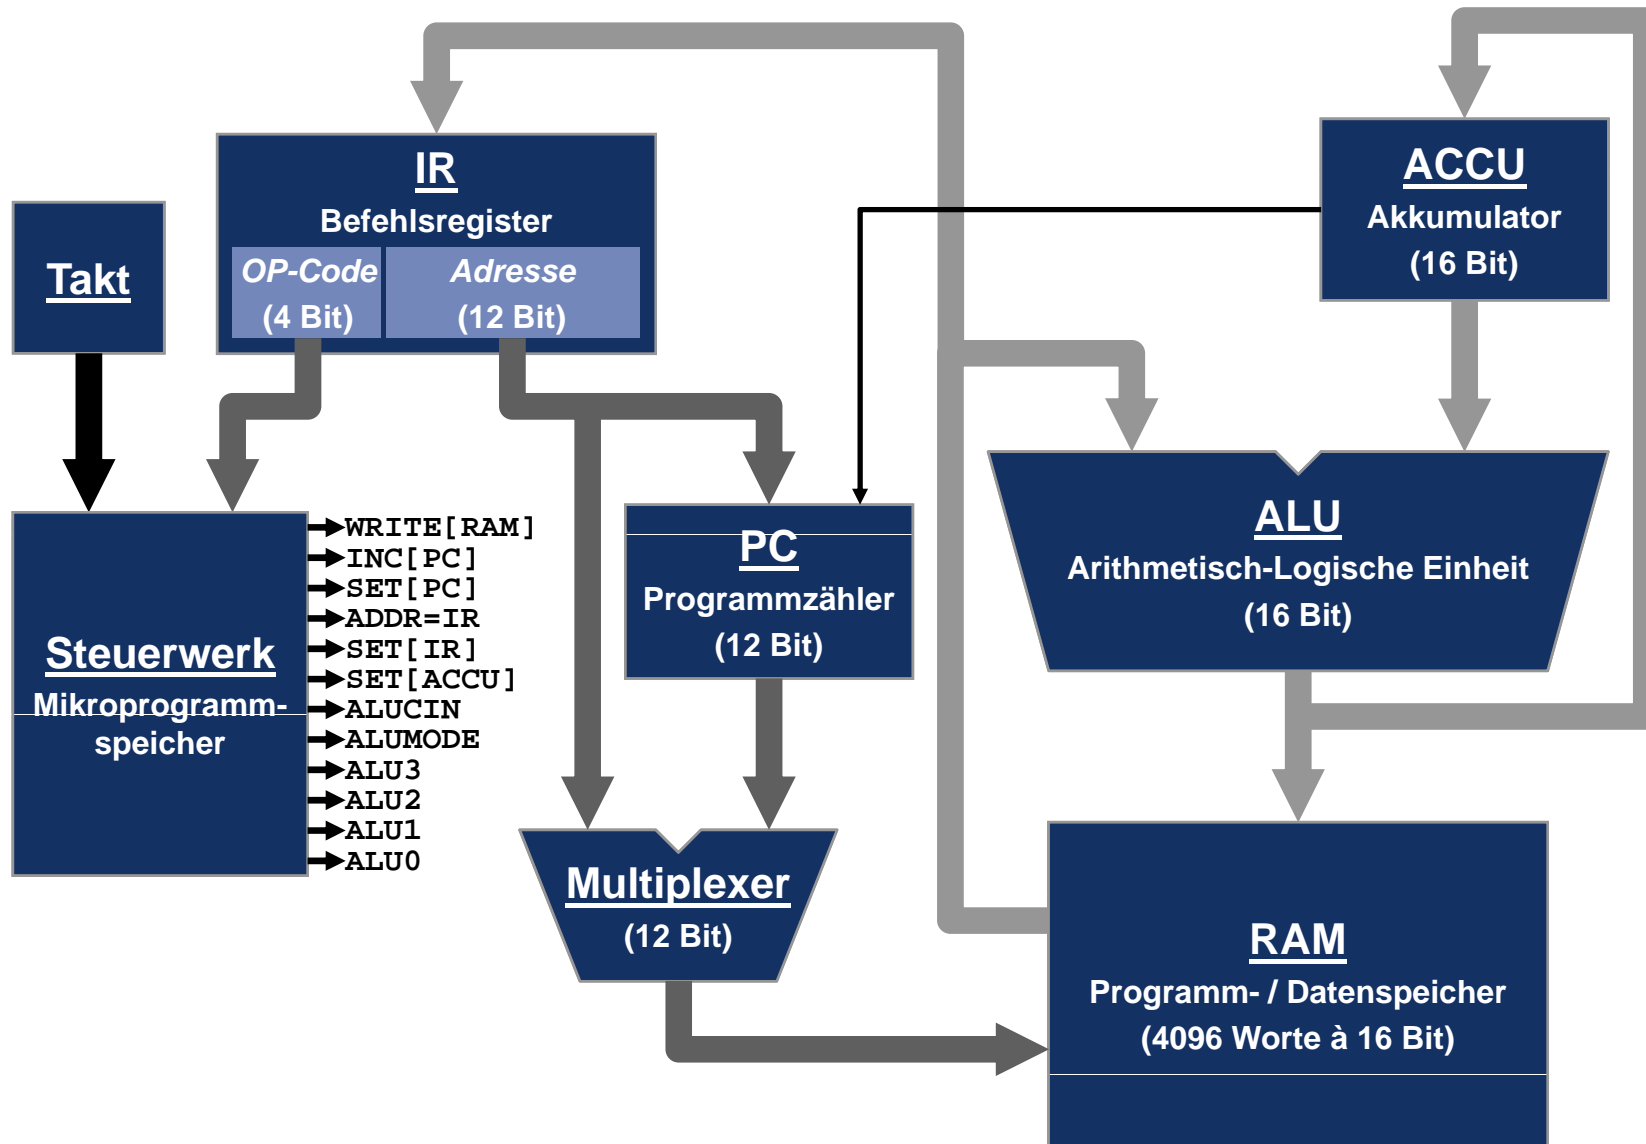 IR
Befehlsregister
OP-Code
(4 Bit)
Adresse
(12 Bit)
ACCU
Akkumulator
(16 Bit)
Takt
Steuerwerk
Mikroprogramm-
speicher
WRITE[RAM]
INC[PC]
SET[PC]
ADDR=IR
SET[IR]
SET[ACCU]
ALUCIN
ALUMODE
ALU3
ALU2
ALU1
ALU0
PC
Programmzähler
(12 Bit)
ALU
Arithmetisch-Logische Einheit
(16 Bit)
Multiplexer
(12 Bit)
RAM
Programm- / Datenspeicher
(4096 Worte à 16 Bit)